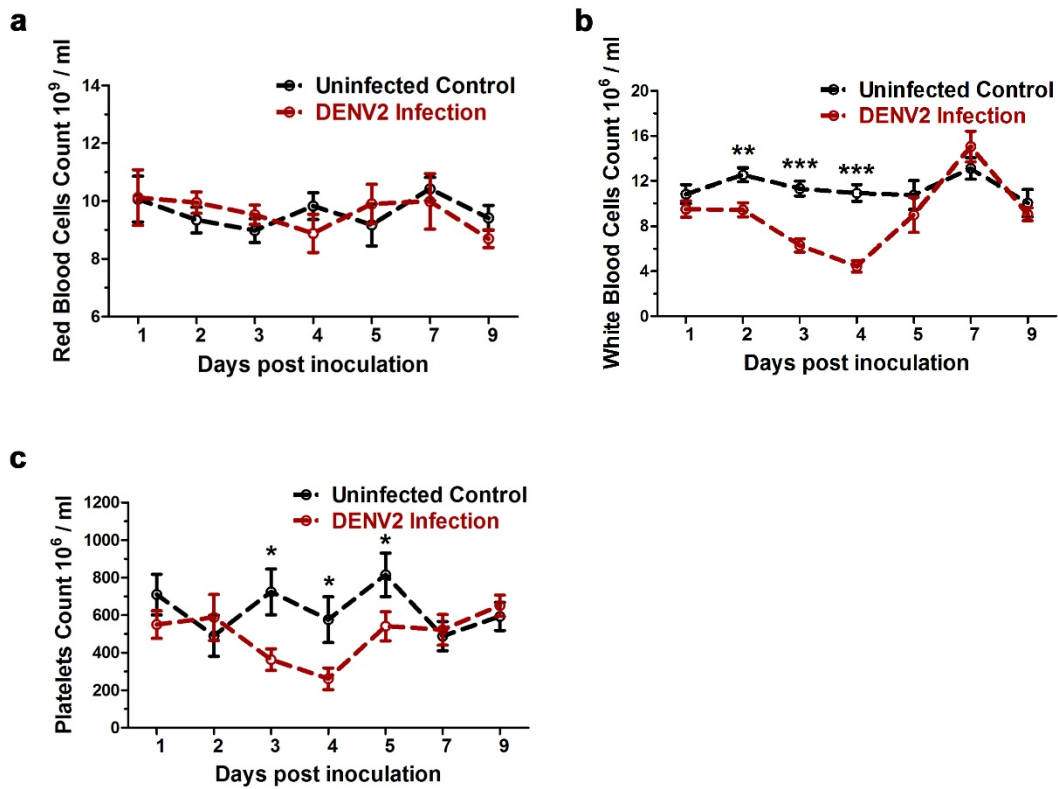 a
Red Blood Cells Count 10⁹ / ml
14
12
10
8
6
Uninfected Control
DENV2 Infection
1 2 3 4 5 7 9
Days post inoculation
b
White Blood Cells Count 10⁶ / ml
20
16
12
8
4
0
Uninfected Control
DENV2 Infection
** *** ***
1 2 3 4 5 7 9
Days post inoculation
c
Platelets Count 10⁶ / ml
1200
1000
800
600
400
200
0
Uninfected Control
DENV2 Infection
* * *
1 2 3 4 5 7 9
Days post inoculation